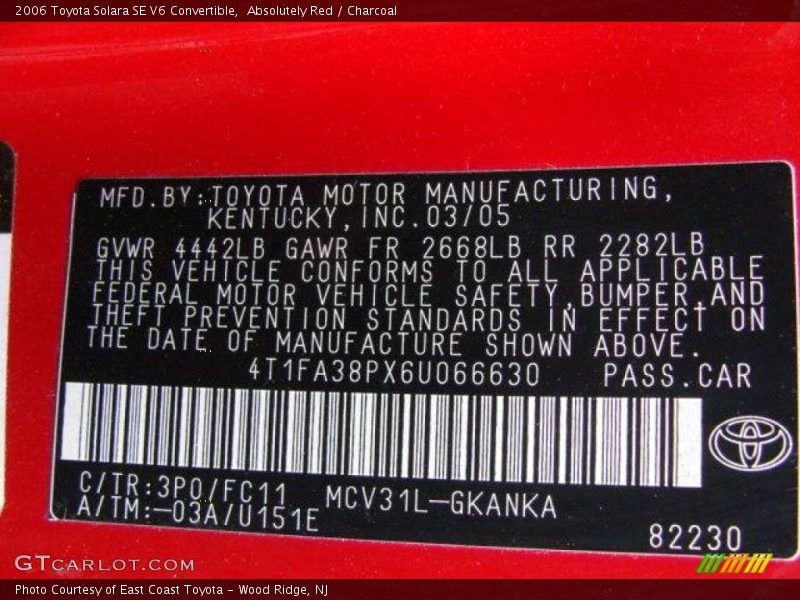 2006 Toyota Solara SE V6 Convertible,  Absolutely Red / Charcoal
MFD.BY:TOYOTA MOTOR MANUFACTURING,
KENTUCKY,INC.03/05
GVWR 4442LB GAWR FR 2668LB RR 2282LB
THIS VEHICLE CONFORMS TO ALL APPLICABLE
FEDERAL MOTOR VEHICLE SAFETY,BUMPER,AND
THEFT PREVENTION STANDARDS IN EFFECT ON
THE DATE OF MANUFACTURE SHOWN ABOVE.
4T1FA38PX6U066630 PASS.CAR
C/TR:3P0/FC11 MCV31L-GKANKA
A/TM:-03A/U151E
82230
GTCARLOT.COM
Photo Courtesy of East Coast Toyota - Wood Ridge, NJ